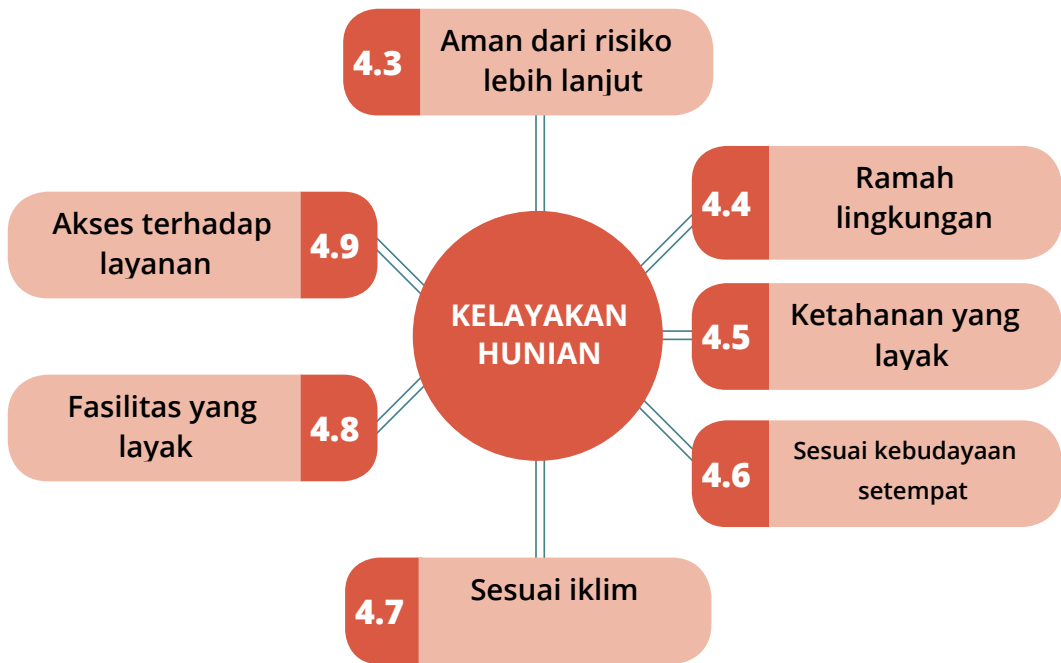 4.3
Aman dari risiko
lebih lanjut
4.4
Ramah
lingkungan
4.5
Ketahanan yang
layak
4.6
Sesuai kebudayaan
setempat
4.7
Sesuai iklim
4.8
Fasilitas yang
layak
4.9
Akses terhadap
layanan
KELAYAKAN
HUNIAN